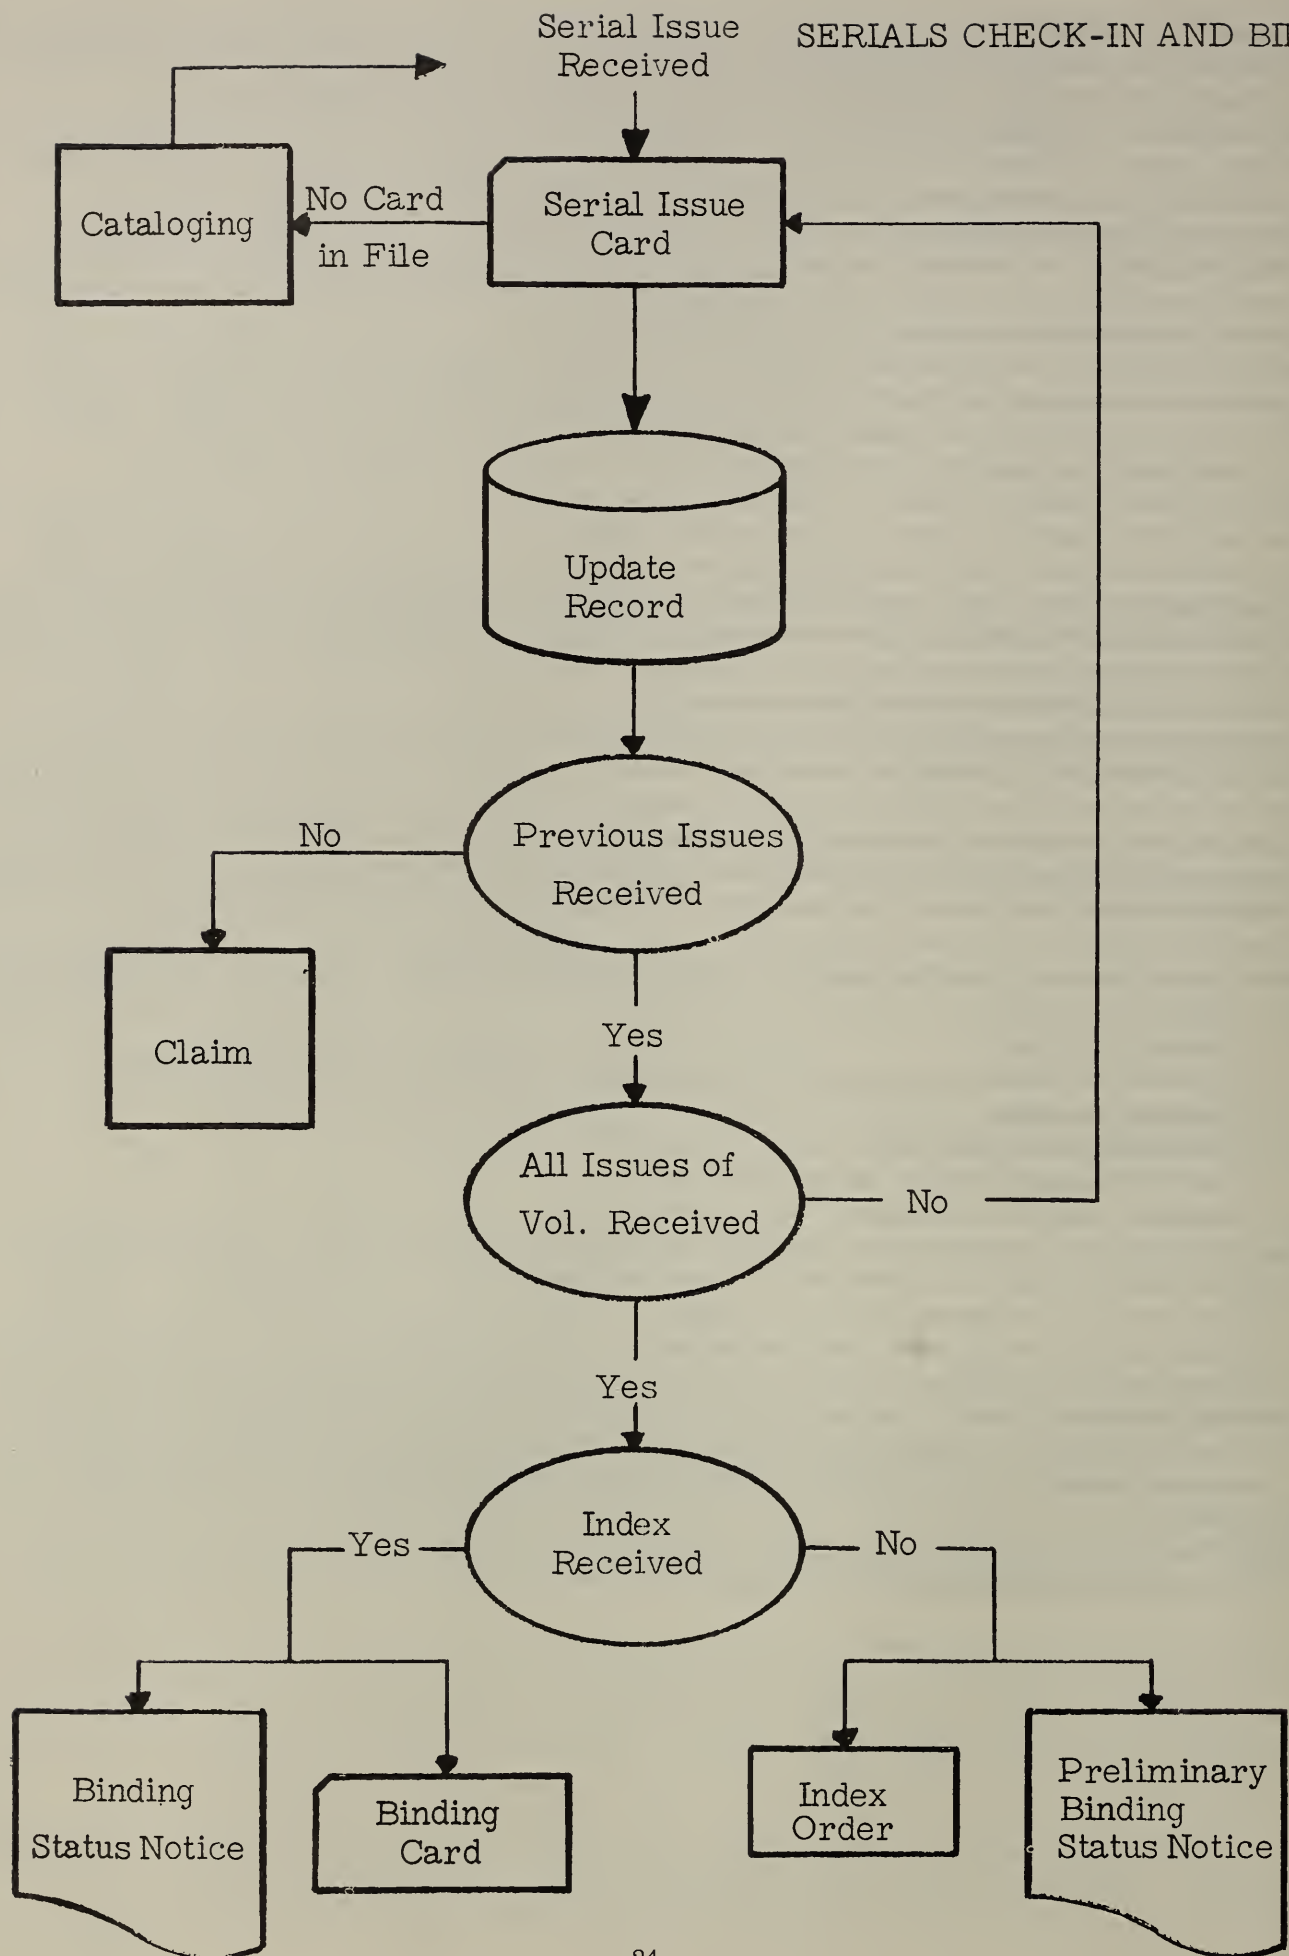 Serial Issue
Received
SERIALS CHECK-IN AND
Cataloging
No Card
in File
Serial Issue
Card
Update
Record
Previous Issues
Received
No
Claim
Yes
All Issues of
Vol. Received
No
Yes
Index
Received
Yes
No
Binding
Status Notice
Binding
Card
Index
Order
Preliminary
Binding
Status Notice